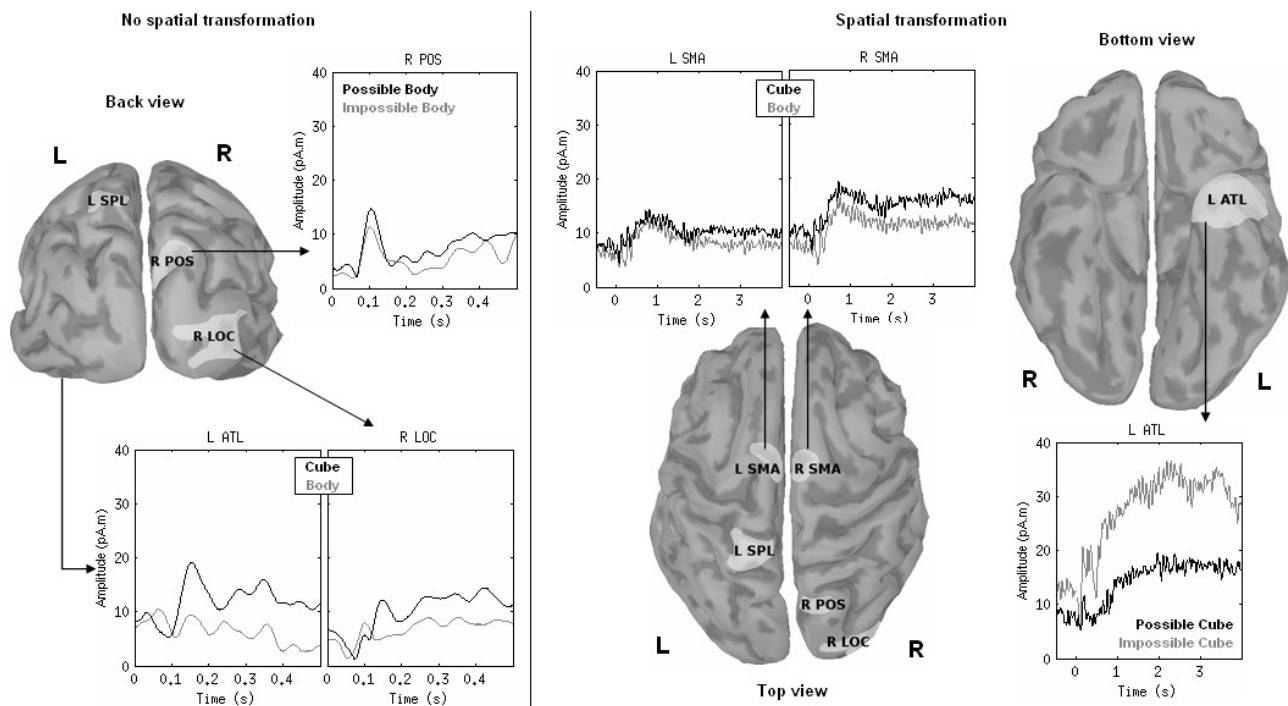 No spatial transformation
Back view
L
R
L SPL
R POS
R LOC
R POS
Possible Body
Impossible Body
Amplitude (pA.m)
40
30
20
10
0
0 0.1 0.2 0.3 0.4
Time (s)
L ATL
R LOC
Cube
Body
Amplitude (pA.m)
40
30
20
10
0
0 0.1 0.2 0.3 0.4
0 0.1 0.2 0.3 0.4
Time (s)
Time (s)
Spatial transformation
L SMA
R SMA
Cube
Body
Amplitude (pA.m)
40
30
20
10
0
0 1 2 3
0 1 2 3
Time (s)
Time (s)
L SMA
R SMA
L SPL
R POS
R LOC
L
R
Top view
Bottom view
L ATL
R
L
L ATL
Amplitude (pA.m)
40
30
20
10
0
Possible Cube
Impossible Cube
0 1 2 3
Time (s)